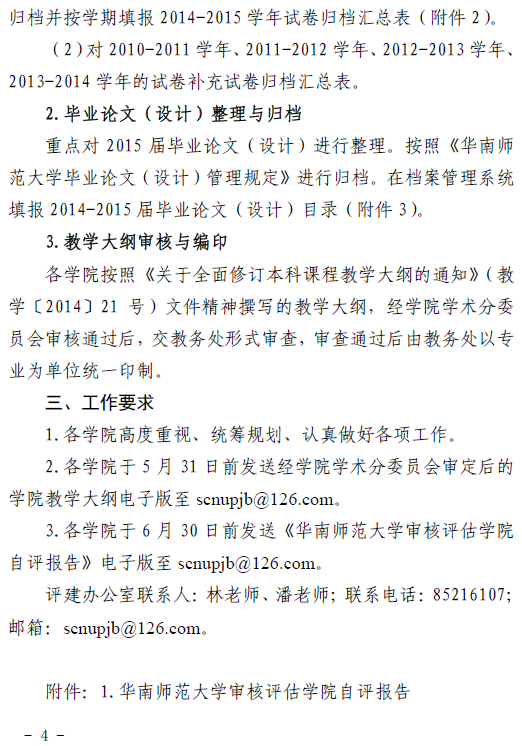 归档并按学期填报 2014-2015 学年试卷归档汇总表（附件 2）。
（2）对 2010-2011 学年、2011-2012 学年、2012-2013 学年、
2013-2014 学年的试卷补充试卷归档汇总表。
2.毕业论文（设计）整理与归档
重点对 2015 届毕业论文（设计）进行整理。按照《华南师
范大学毕业论文（设计）管理规定》进行归档。在档案管理系统
填报 2014-2015 届毕业论文（设计）目录（附件 3）。
3.教学大纲审核与编印
各学院按照《关于全面修订本科课程教学大纲的通知》（教
学〔2014〕21 号）文件精神撰写的教学大纲，经学院学术分委
员会审核通过后，交教务处形式审查，审查通过后由教务处以专
业为单位统一印制。
三、工作要求
1.各学院高度重视、统筹规划、认真做好各项工作。
2.各学院于 5 月 31 日前发送经学院学术分委员会审定后的
学院教学大纲电子版至 scnupjb@126.com。
3.各学院于 6 月 30 日前发送《华南师范大学审核评估学院
自评报告》电子版至 scnupjb@126.com。
评建办公室联系人：林老师、潘老师；联系电话：85216107；
邮箱：scnupjb@126.com。
附件：1.华南师范大学审核评估学院自评报告
- 4 -